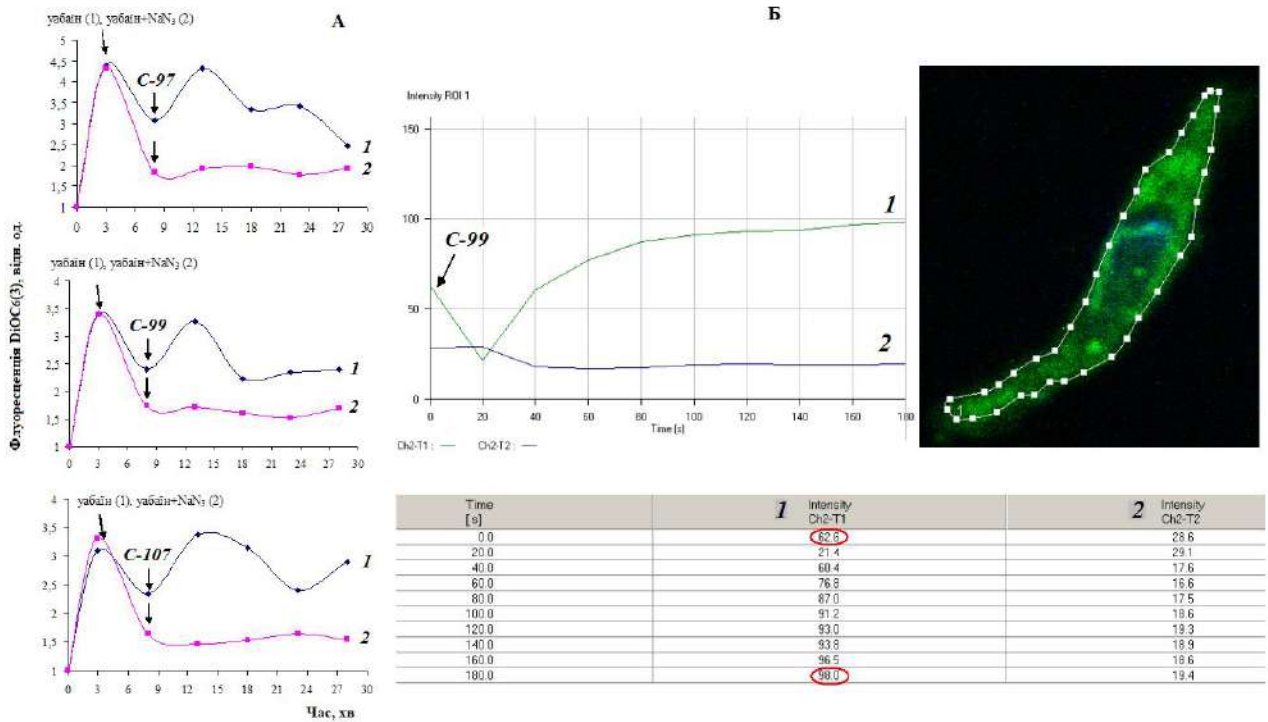 А
Б
уабаїн (1), уабаїн+NaN₃ (2)
5
4,5
4
3,5
3
2,5
2
1,5
1
C-97
1
2
0 3 6 9 12 15 18 21 24 27 30
уабаїн (1), уабаїн+NaN₃ (2)
4
3,5
3
2,5
2
1,5
1
C-99
1
2
0 3 6 9 12 15 18 21 24 27 30
уабаїн (1), уабаїн+NaN₃ (2)
4
3,5
3
2,5
2
1,5
1
C-107
1
2
0 3 6 9 12 15 18 21 24 27 30
Час, хв
Флуоресценція DiOC6(3), відн. од.
Intensity ROI 1
150
100
50
0
C-99
1
2
0 20 40 60 80 100 120 140 160 180
Time [s]
Ch2-T1 : Ch2-T2 :
1
Time [s] 1 Intensity Ch2-T1 2 Intensity Ch2-T2
0.0 62.6 28.6
20.0 21.4 29.1
40.0 60.4 17.6
60.0 76.8 16.6
80.0 87.0 17.5
100.0 91.2 18.6
120.0 93.0 19.3
140.0 93.8 18.9
160.0 96.5 18.6
180.0 98.0 19.4